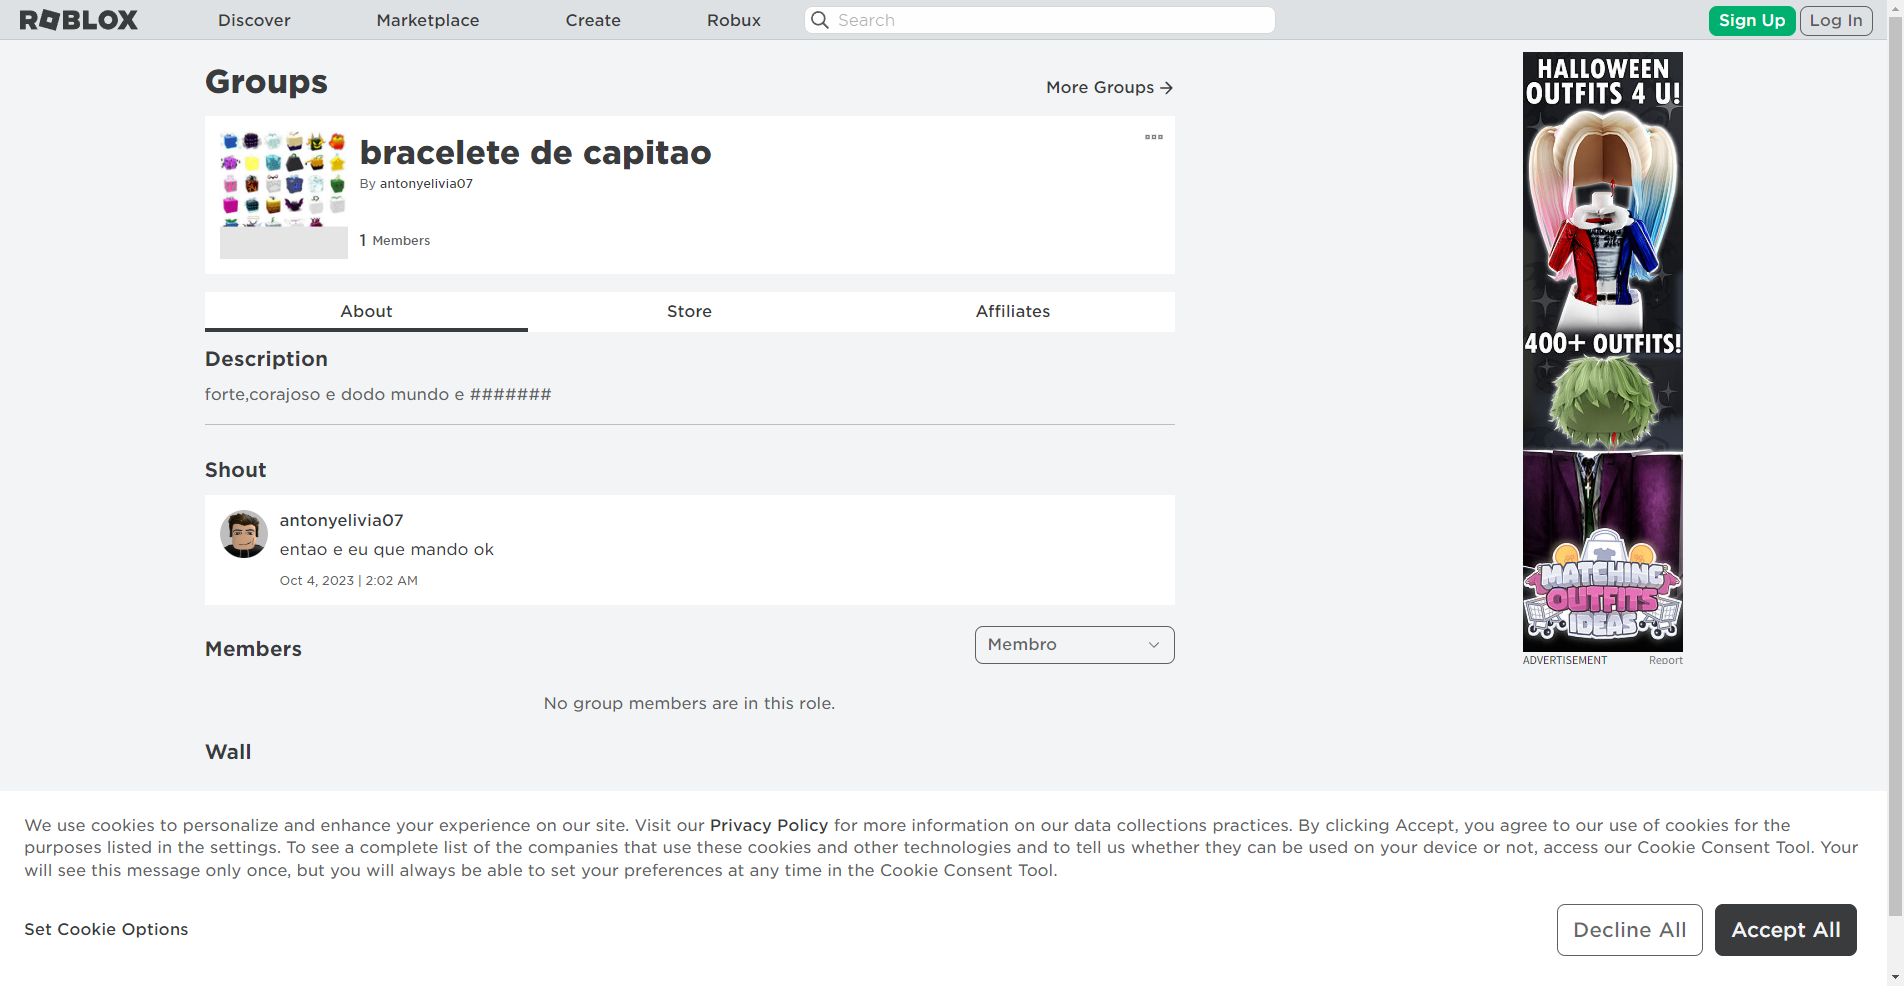 ROBLOX
Discover
Marketplace
Create
Robux
Search
Sign Up
Log In
Groups
More Groups
bracelete de capitao
By antonyelivia07
1 Members
About
Store
Affiliates
Description
forte,corajoso e dodo mundo e #######
Shout
antonyelivia07
entao e eu que mando ok
Oct 4, 2023 | 2:02 AM
Members
Membro
No group members are in this role.
Wall
HALLOWEEN
OUTFITS 4 U!
400+ OUTFITS!
MATCHING
OUTFITS
IDEAS
ADVERTISEMENT
Report
We use cookies to personalize and enhance your experience on our site. Visit our Privacy Policy for more information on our data collections practices. By clicking Accept, you agree to our use of cookies for the
purposes listed in the settings. To see a complete list of the companies that use these cookies and other technologies and to tell us whether they can be used on your device or not, access our Cookie Consent Tool. Your
will see this message only once, but you will always be able to set your preferences at any time in the Cookie Consent Tool.
Set Cookie Options
Decline All
Accept All